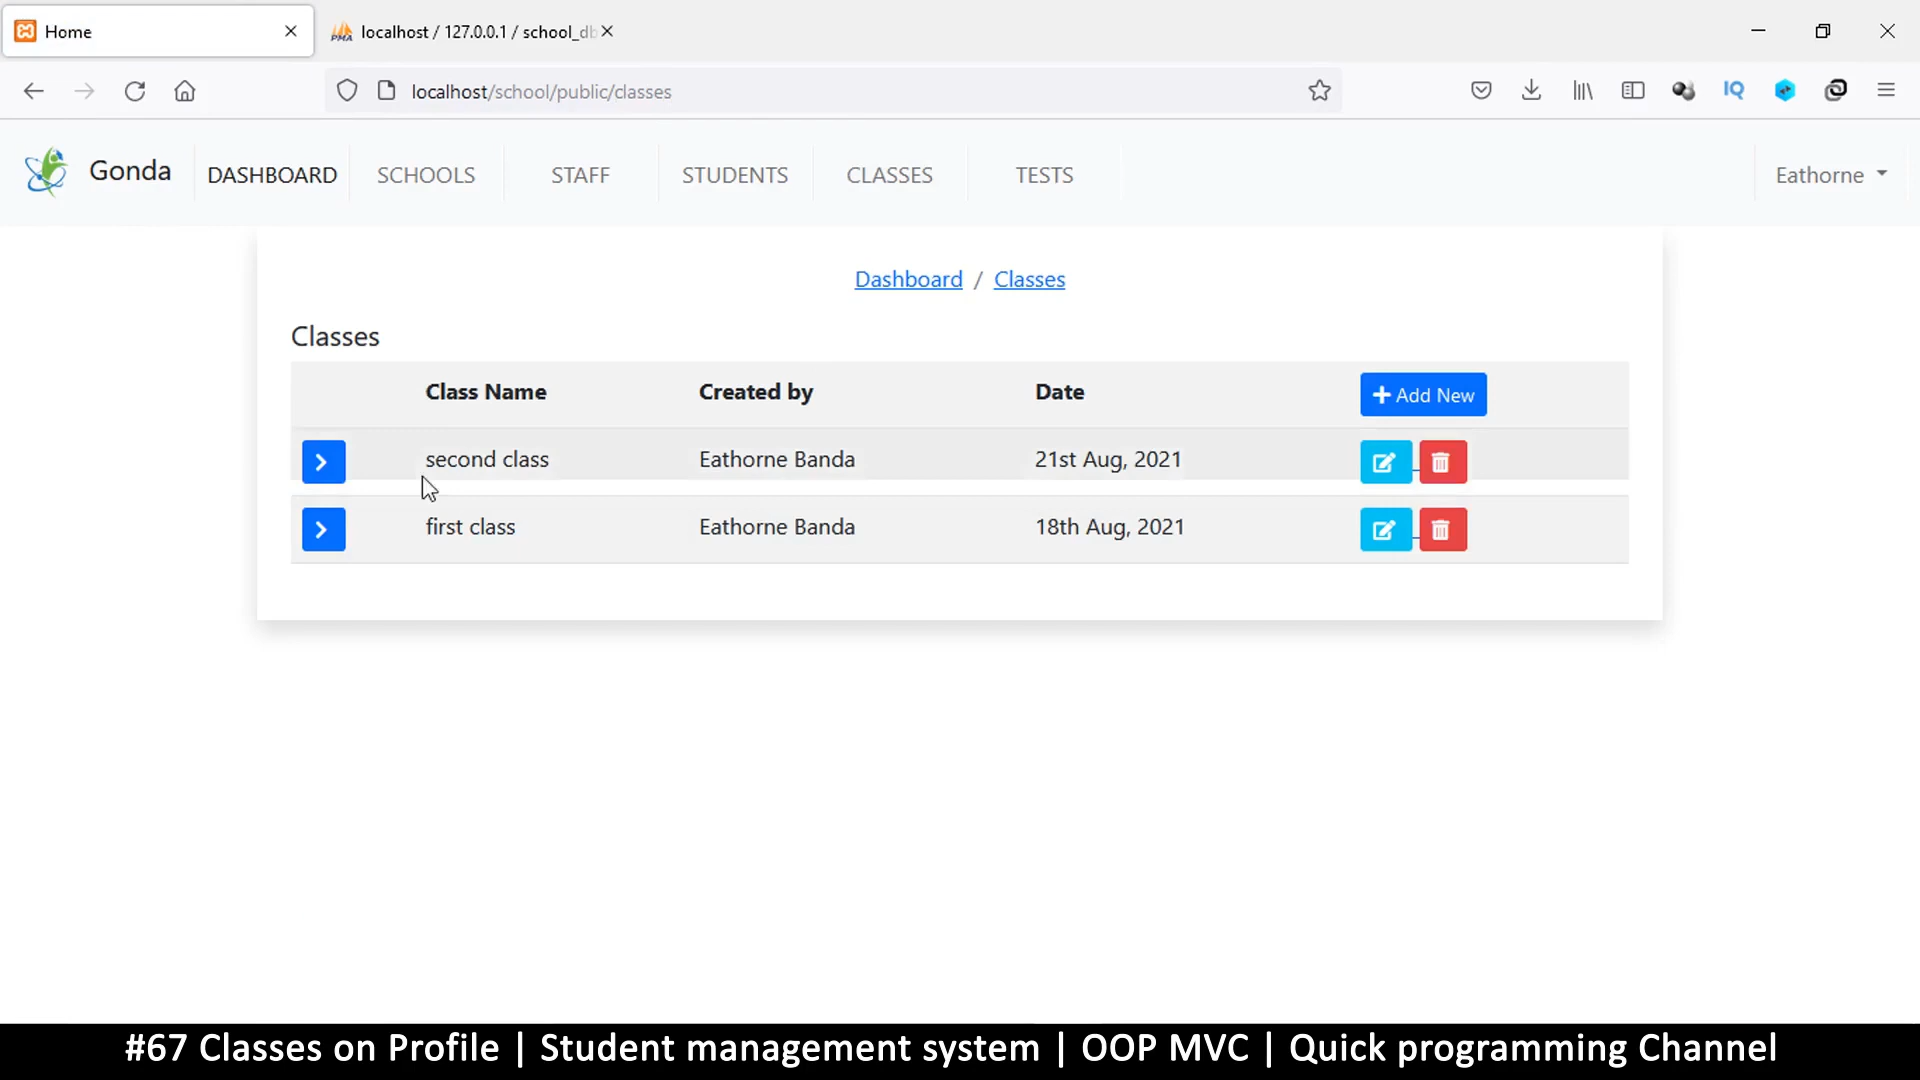 Home
localhost / 127.0.0.1 / school_db
localhost/school/public/classes
IQ
Gonda DASHBOARD SCHOOLS STAFF STUDENTS CLASSES TESTS Eathorne
Dashboard / Classes
Classes
Class Name Created by Date Add New
second class Eathorne Banda 21st Aug, 2021
first class Eathorne Banda 18th Aug, 2021
#67 Classes on Profile | Student management system | OOP MVC | Quick programming Channel